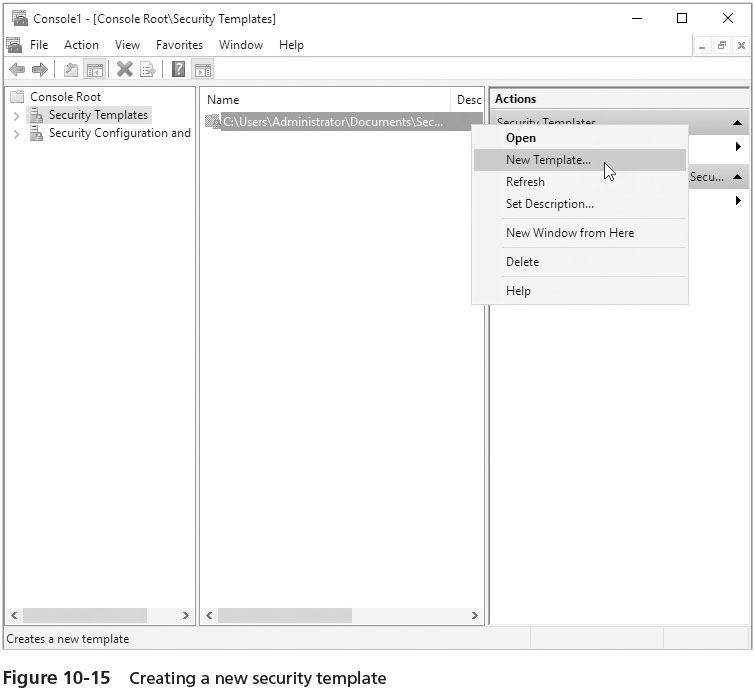 Console1 - [Console Root\Security Templates]
File Action View Favorites Window Help
Console Root
Security Templates
Security Configuration and
Name Desc
C:\Users\Administrator\Documents\Sec...
Actions
Security Templates
Secu...
Open
New Template...
Refresh
Set Description...
New Window from Here
Delete
Help
Creates a new template
Figure 10-15 Creating a new security template